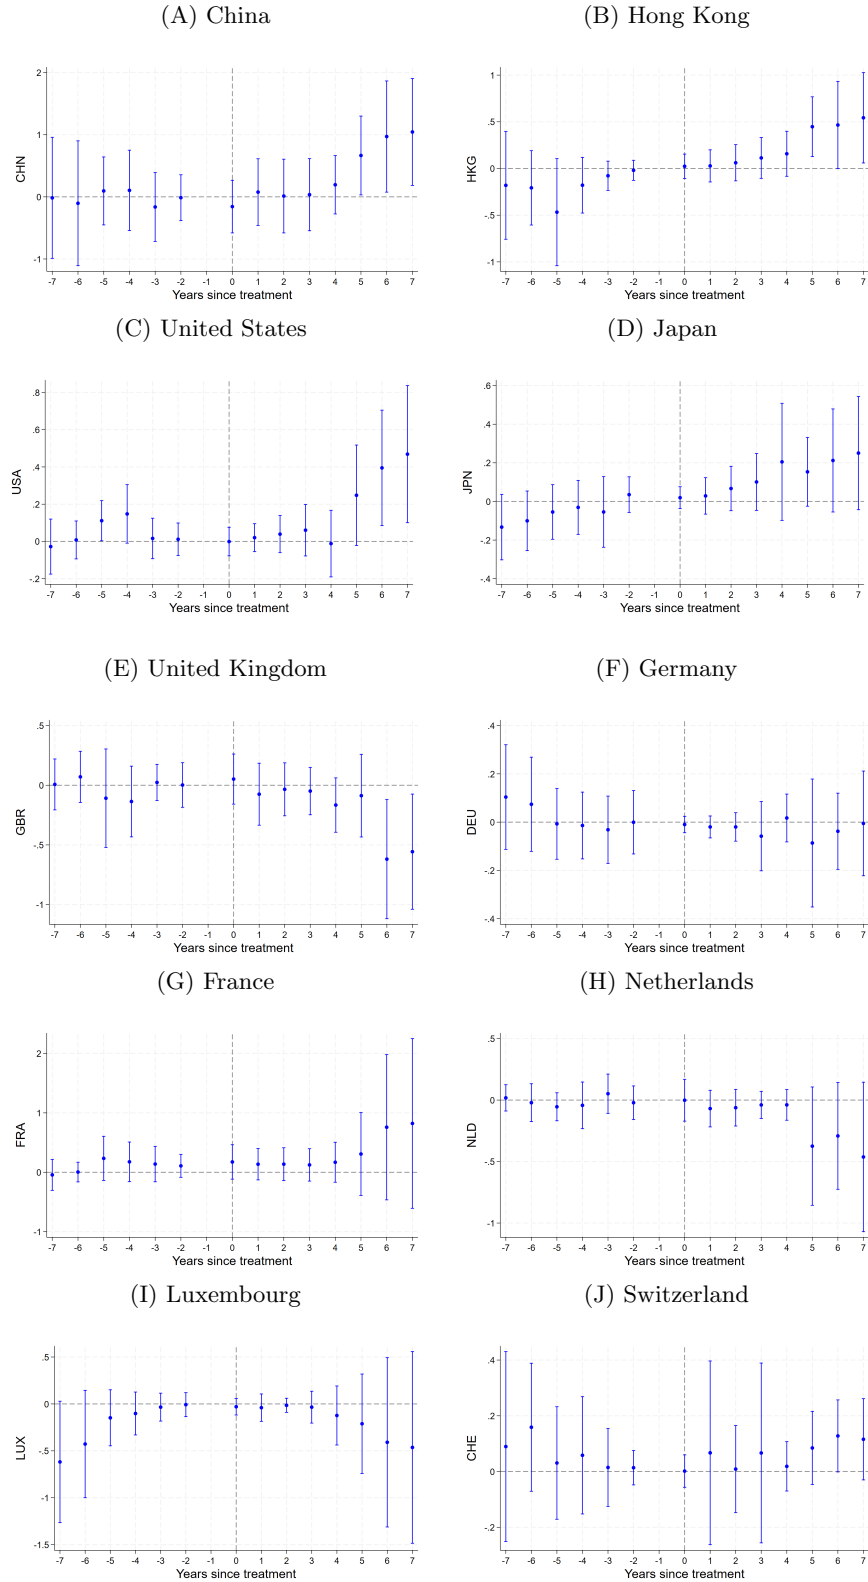 (A) China
(B) Hong Kong
CHN
2
1
0
-1
-7 -6 -5 -4 -3 -2 -1 0 1 2 3 4 5 6 7
Years since treatment
HKG
1
.5
0
-.5
-1
-7 -6 -5 -4 -3 -2 -1 0 1 2 3 4 5 6 7
Years since treatment
(C) United States
(D) Japan
USA
.8
.6
.4
.2
0
-.2
-7 -6 -5 -4 -3 -2 -1 0 1 2 3 4 5 6 7
Years since treatment
JPN
.6
.4
.2
0
-.2
-.4
-7 -6 -5 -4 -3 -2 -1 0 1 2 3 4 5 6 7
Years since treatment
(E) United Kingdom
(F) Germany
GBR
.5
0
-.5
-1
-7 -6 -5 -4 -3 -2 -1 0 1 2 3 4 5 6 7
Years since treatment
DEU
.4
.2
0
-.2
-.4
-7 -6 -5 -4 -3 -2 -1 0 1 2 3 4 5 6 7
Years since treatment
(G) France
(H) Netherlands
FRA
2
1
0
-1
-7 -6 -5 -4 -3 -2 -1 0 1 2 3 4 5 6 7
Years since treatment
NLD
.5
0
-.5
-1
-7 -6 -5 -4 -3 -2 -1 0 1 2 3 4 5 6 7
Years since treatment
(I) Luxembourg
(J) Switzerland
LUX
.5
0
-.5
-1
-1.5
-7 -6 -5 -4 -3 -2 -1 0 1 2 3 4 5 6 7
Years since treatment
CHE
.4
.2
0
-.2
-7 -6 -5 -4 -3 -2 -1 0 1 2 3 4 5 6 7
Years since treatment